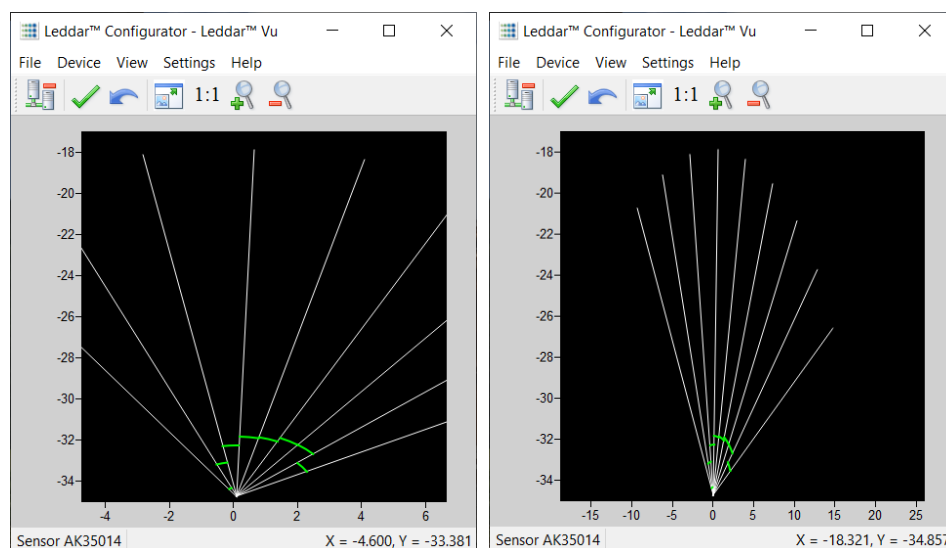 Leddar™ Configurator - Leddar™ Vu
File Device View Settings Help
1:1
-18
-20
-22
-24
-26
-28
-30
-32
-34
-4 -2 0 2 4 6
Sensor AK35014 X = -4.600, Y = -33.381
Leddar™ Configurator - Leddar™ Vu
File Device View Settings Help
1:1
-18
-20
-22
-24
-26
-28
-30
-32
-34
-15 -10 -5 0 5 10 15 20 25
Sensor AK35014 X = -18.321, Y = -34.857